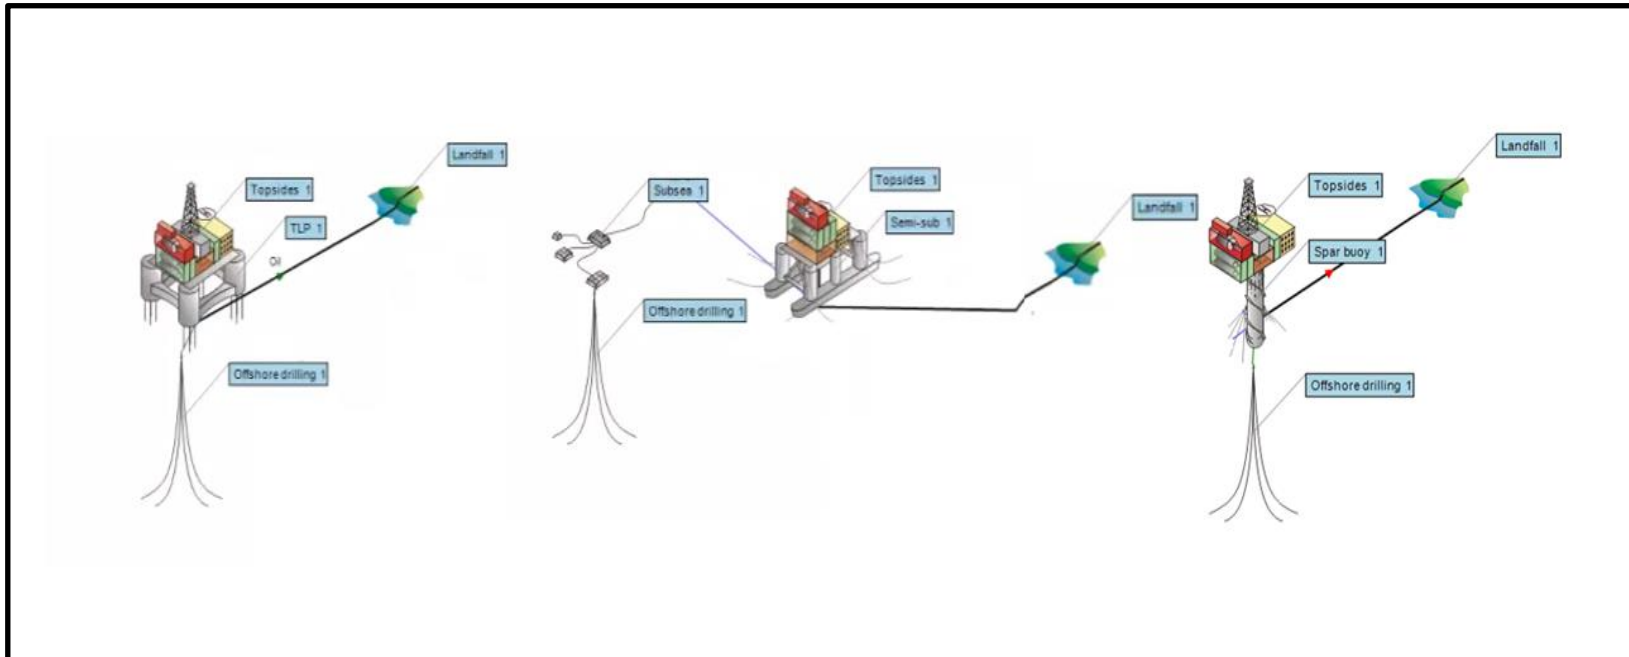 Landfall 1
Topsides 1
TLP 1
Oil
Offshore drilling 1
Subsea 1
Topsides 1
Semi-sub 1
Landfall 1
Offshore drilling 1
Landfall 1
Topsides 1
Spar buoy 1
Offshore drilling 1